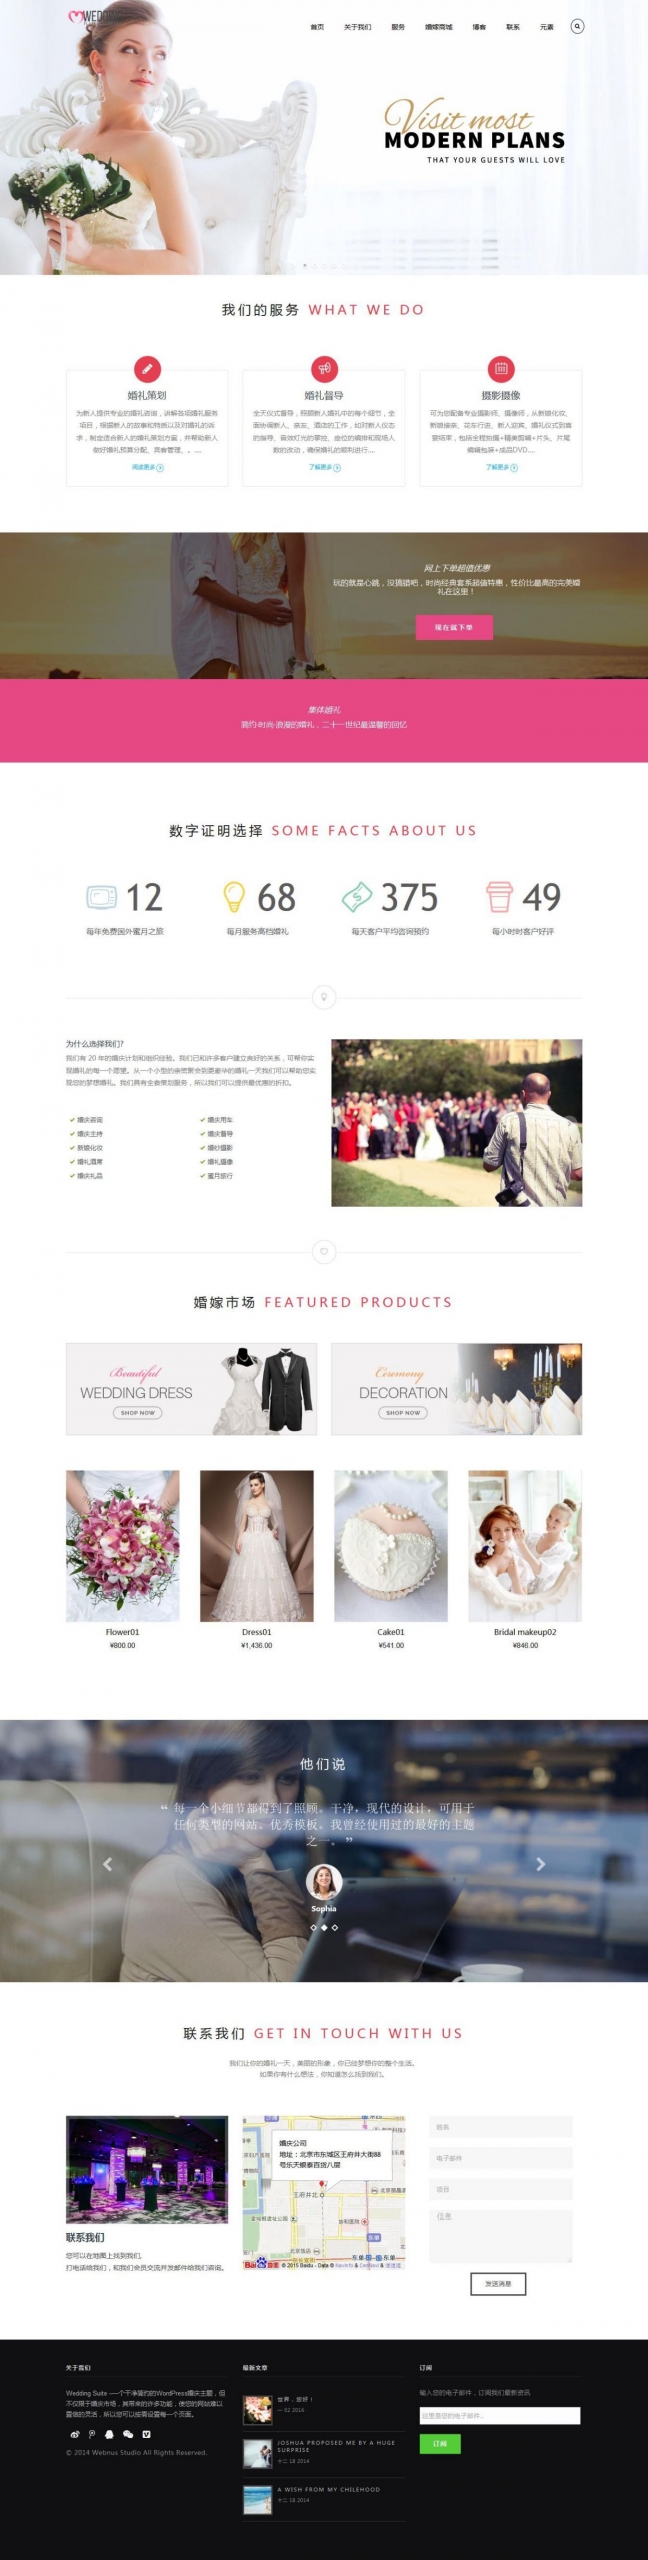 WEDDING
首页 关于我们 服务 婚嫁商城 博客 联系 元素
Visit most
MODERN PLANS
THAT YOUR GUESTS WILL LOVE
我们的服务 WHAT WE DO
婚礼策划
为新人提供专业的婚礼咨询，讲解各项婚礼服务
项目，根据新人的故事和特质以及对婚礼的诉
求，制定适合新人的婚礼策划方案，并帮助新人
做好婚礼预算分配、宾客管理、。....
阅读更多
婚礼督导
全天仪式督导，照顾新人婚礼中的每个细节，全
面协调新人、亲友、酒店的工作，如对新人仪态
的指导、音效灯光的掌控、座位的编排和现场人
数的改动，确保婚礼的顺利进行....
了解更多
摄影摄像
可为您配备专业摄影师、摄像师，从新娘化妆、
新娘接亲、花车行进、新人迎宾、婚礼仪式到喜
宴结束，包括全程拍摄+精美剪辑+片头、片尾
编辑包装+成品DVD....
了解更多
网上下单超值优惠
玩的就是心跳，没搞错吧，时尚经典套系超值特惠，性价比最高的完美婚
礼在这里！
现在就下单
集体婚礼
简约·时尚·浪漫的婚礼，二十一世纪最温馨的回忆
数字证明选择 SOME FACTS ABOUT US
12
每年免费国外蜜月之旅
68
每月服务高档婚礼
375
每天客户平均咨询预约
49
每小时时客户好评
为什么选择我们?
我们有 20 年的婚庆计划和组织经验。我们已和许多客户建立良好的关系，可帮你实
现婚礼的每一个愿望。从一个小型的亲密聚会到更豪华的婚礼一天我们可以帮助您实
现您的梦想婚礼。我们具有全套策划服务，所以我们可以提供最优惠的折扣。
婚庆咨询
婚庆主持
新娘化妆
婚礼酒席
婚庆礼品
婚庆用车
婚庆督导
婚纱摄影
婚礼摄像
蜜月旅行
婚嫁市场 FEATURED PRODUCTS
Beautiful
WEDDING DRESS
SHOP NOW
Ceremony
DECORATION
SHOP NOW
Flower01
¥800.00
Dress01
¥1,436.00
Cake01
¥541.00
Bridal makeup02
¥846.00
他们说
“ 每一个小细节都得到了照顾。干净，现代的设计，可用于
任何类型的网站。优秀模板。我曾经使用过的最好的主题
之一。”
Sophia
联系我们 GET IN TOUCH WITH US
我们让你的婚礼一天，美丽的形象，你已经梦想你的整个生活。
如果你有什么想法，你知道怎么找到我们。
联系我们
您可以在地图上找到我们,
打电话给我们，和我们会员交流并发邮件给我们咨询。
婚庆公司
地址：北京市东城区王府井大街88
号乐天银泰百货八层
王府井北
协和医院
北京饭店
东单
Baidu百度
© 2015 Baidu - Data © NavInfo & CenNavi & 道道通
姓名
电子邮件
项目
信息
发送消息
关于我们
Wedding Suite —一个干净简约的WordPress婚庆主题，但
不仅限于婚庆市场，其带来的许多功能，使您的网站难以
置信的灵活，所以您可以按需设置每一个页面。
© 2014 Webnus Studio All Rights Reserved.
最新文章
世界，您好！
— 02 2016
JOSHUA PROPOSED ME BY A HUGE
SURPRISE
十二 18 2014
A WISH FROM MY CHILEHOOD
十二 18 2014
订阅
输入您的电子邮件，订阅我们最新资讯
这里是您的电子邮件..
订阅